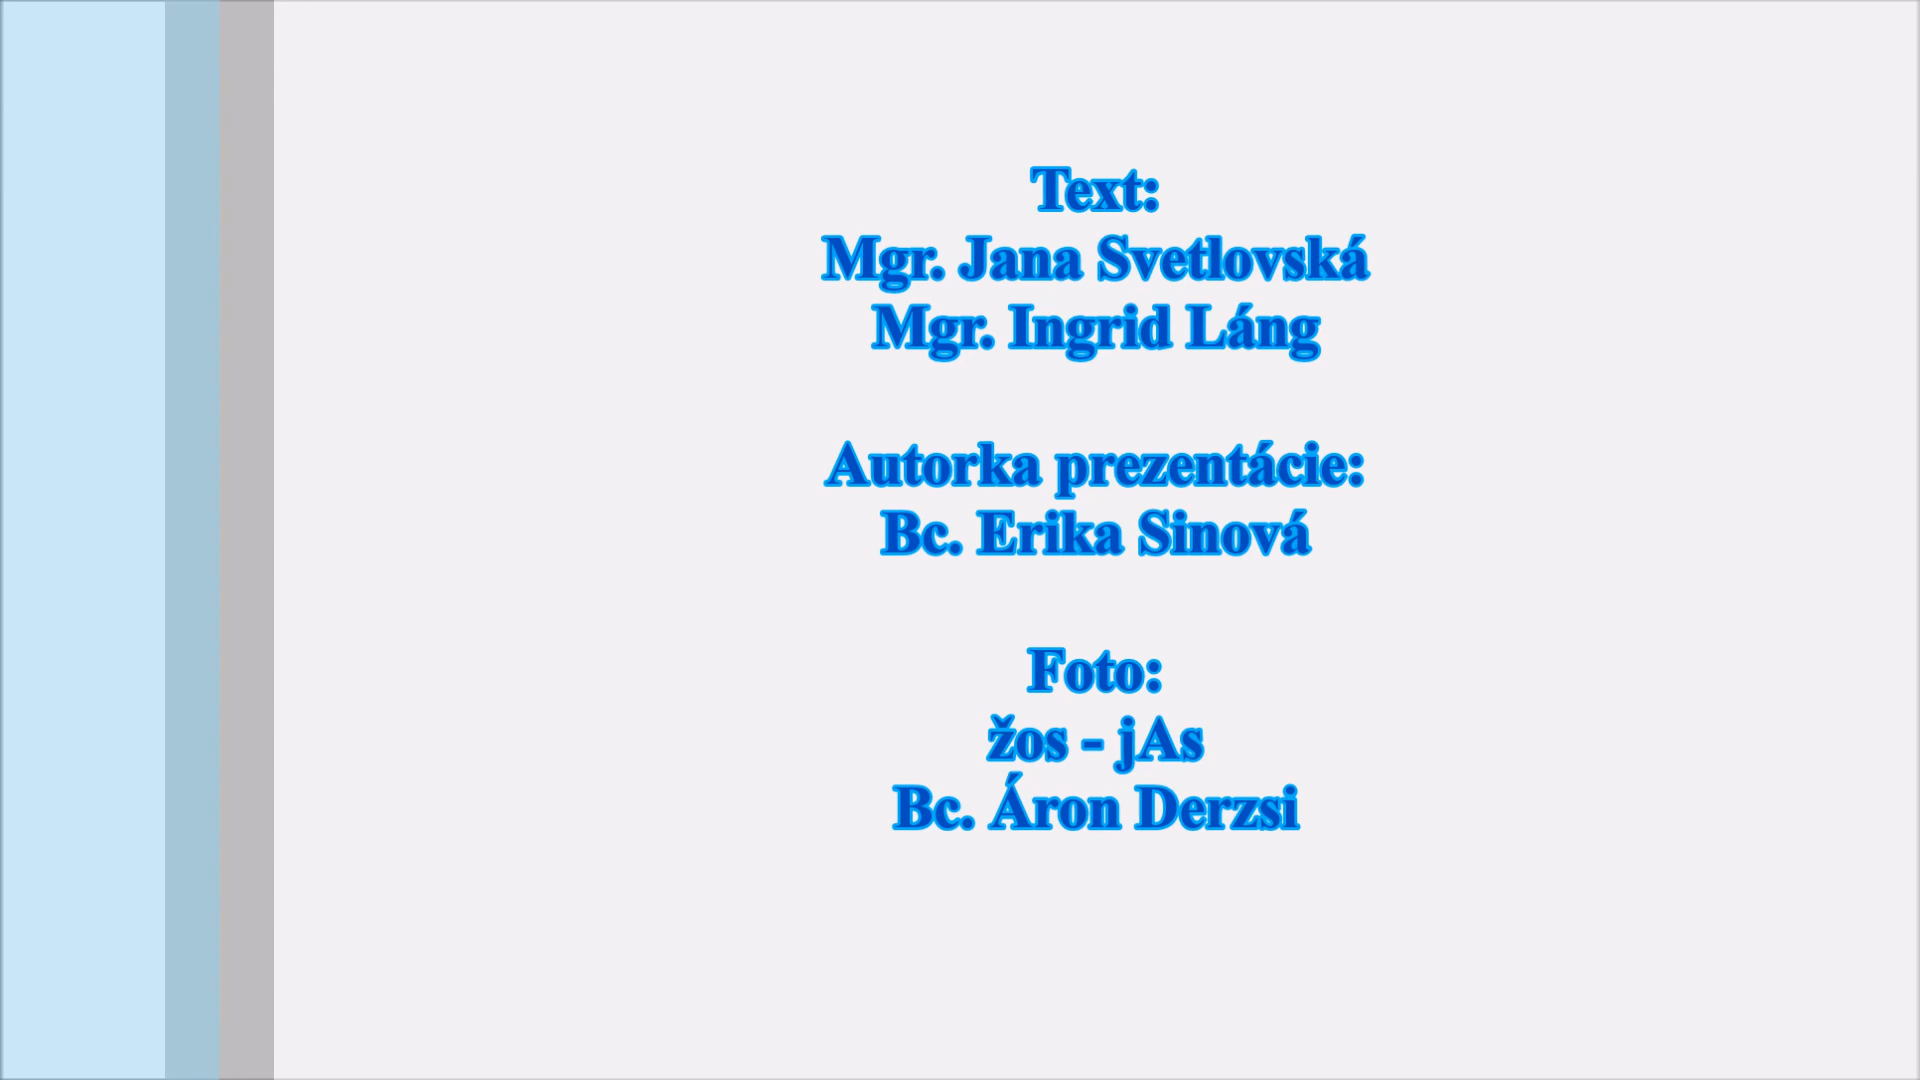 Text:
Mgr. Jana Svetlovská
Mgr. Ingrid Láng
Autorka prezentácie:
Bc. Erika Sinová
Foto:
žos - jAs
Bc. Áron Derzsi